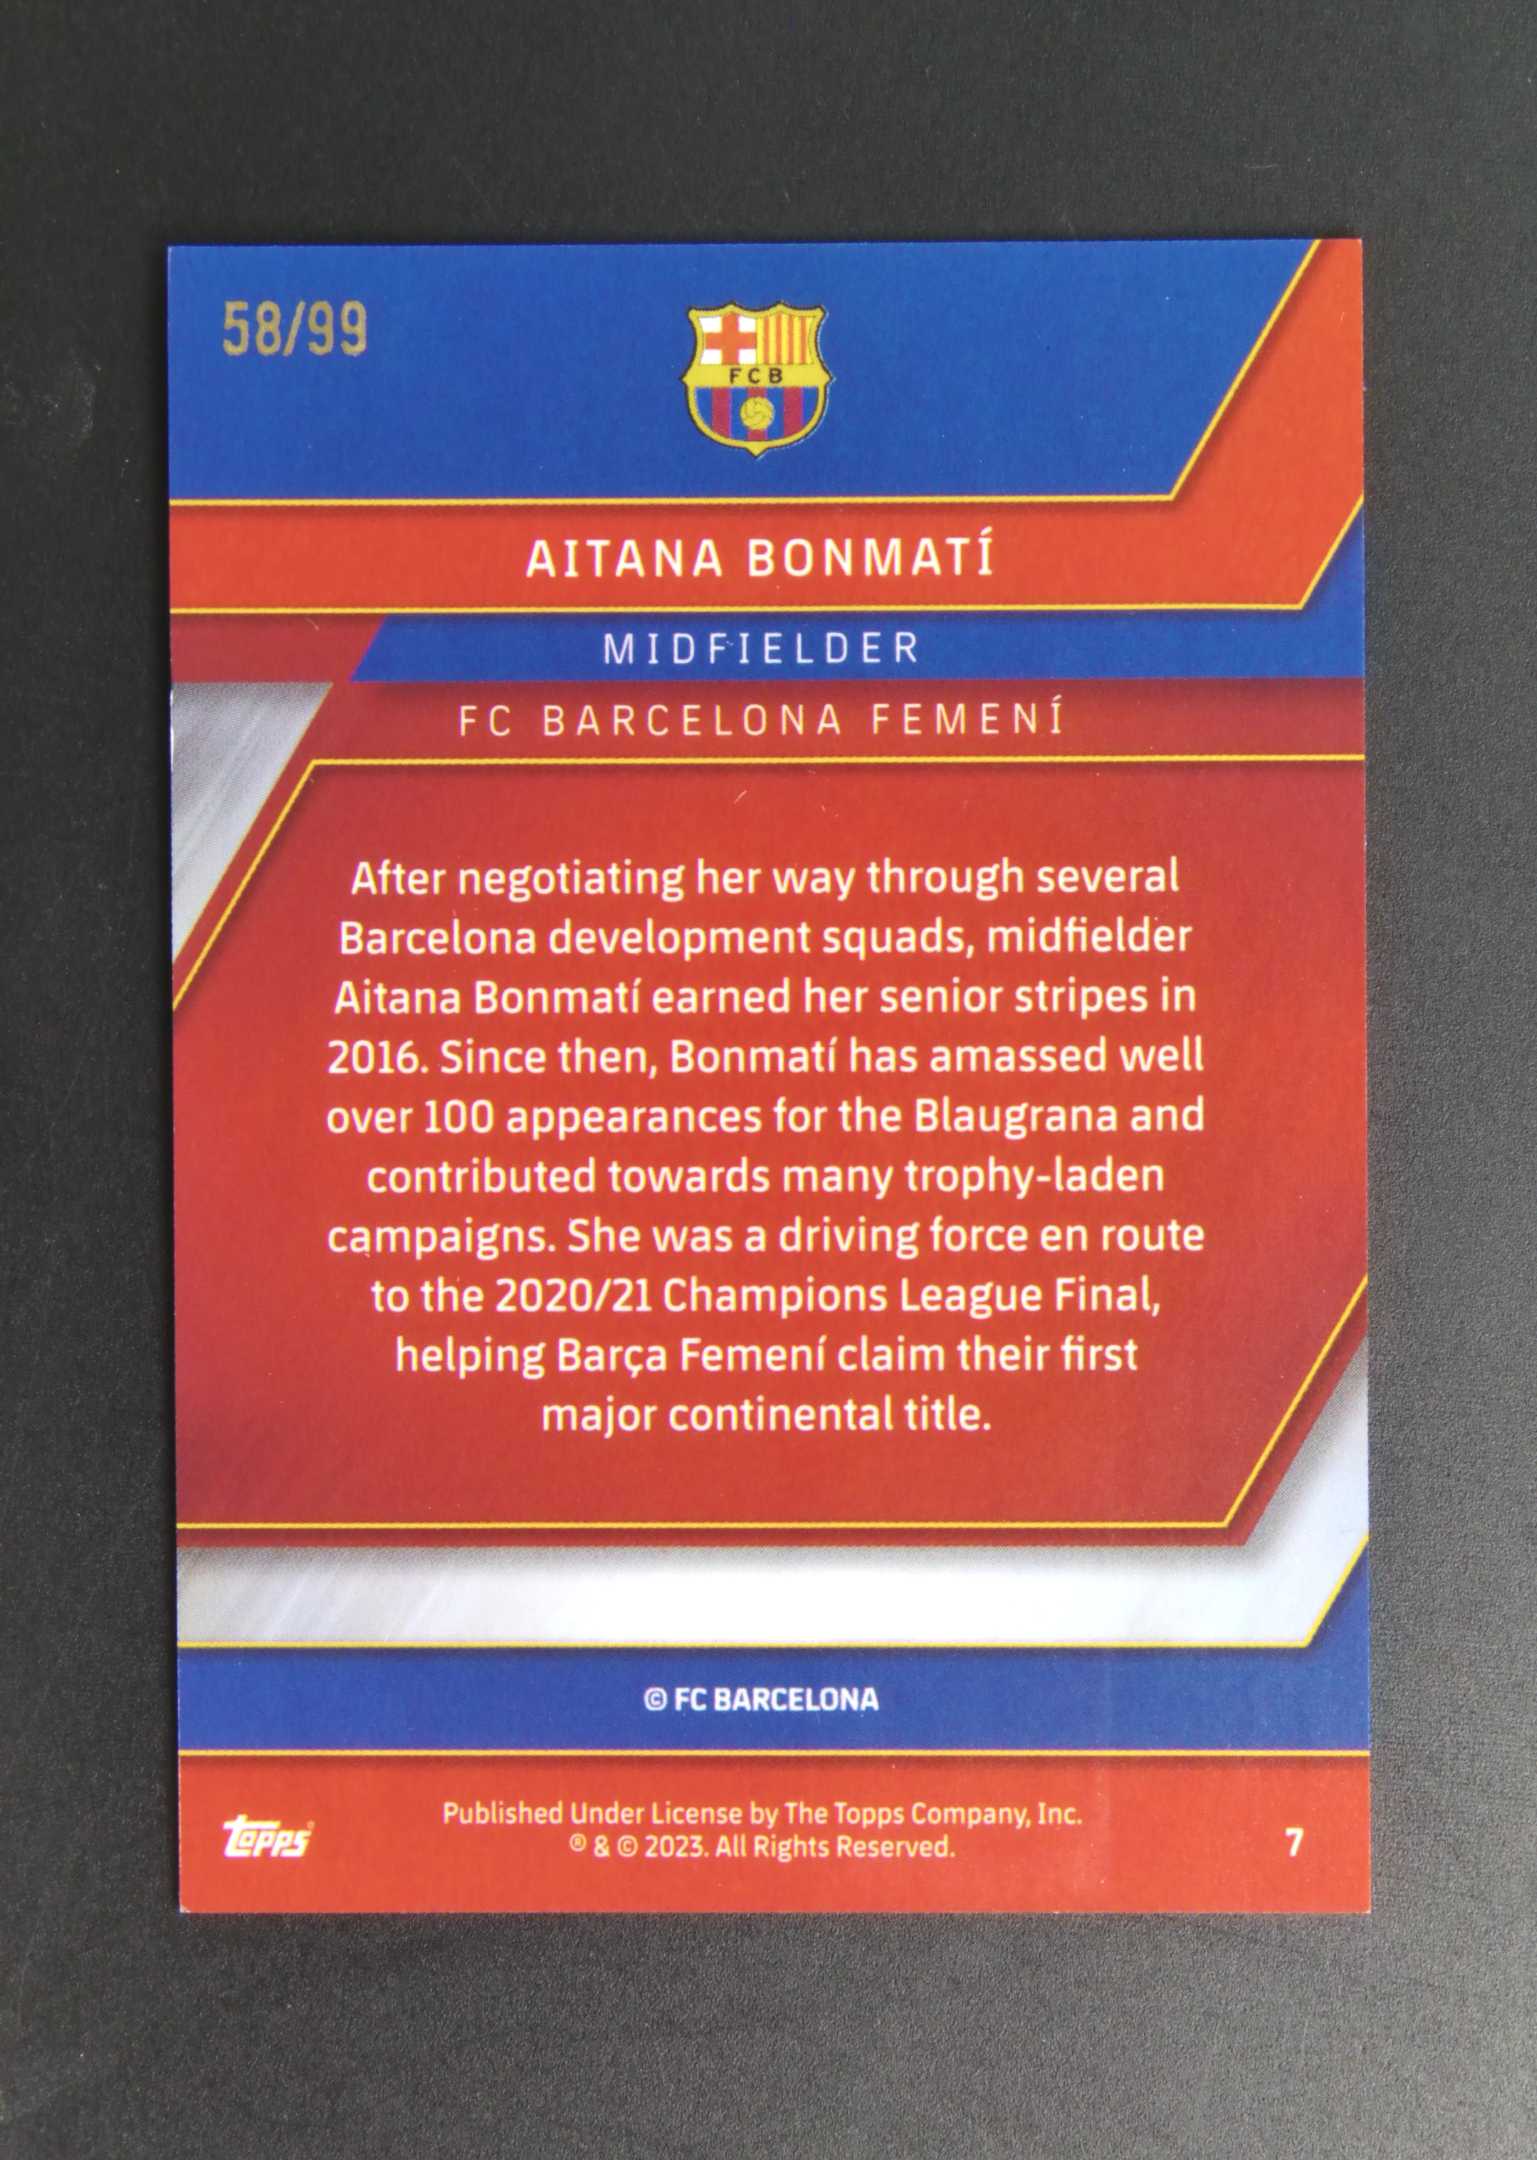 58/99
FCB
AITANA BONMATÍ
MIDFIELDER
FC BARCELONA FEMENÍ
After negotiating her way through several
Barcelona development squads, midfielder
Aitana Bonmatí earned her senior stripes in
2016. Since then, Bonmatí has amassed well
over 100 appearances for the Blaugrana and
contributed towards many trophy-laden
campaigns. She was a driving force en route
to the 2020/21 Champions League Final,
helping Barça Femení claim their first
major continental title.
© FC BARCELONA
topps®
Published Under License by The Topps Company, Inc.
® & © 2023. All Rights Reserved.
7